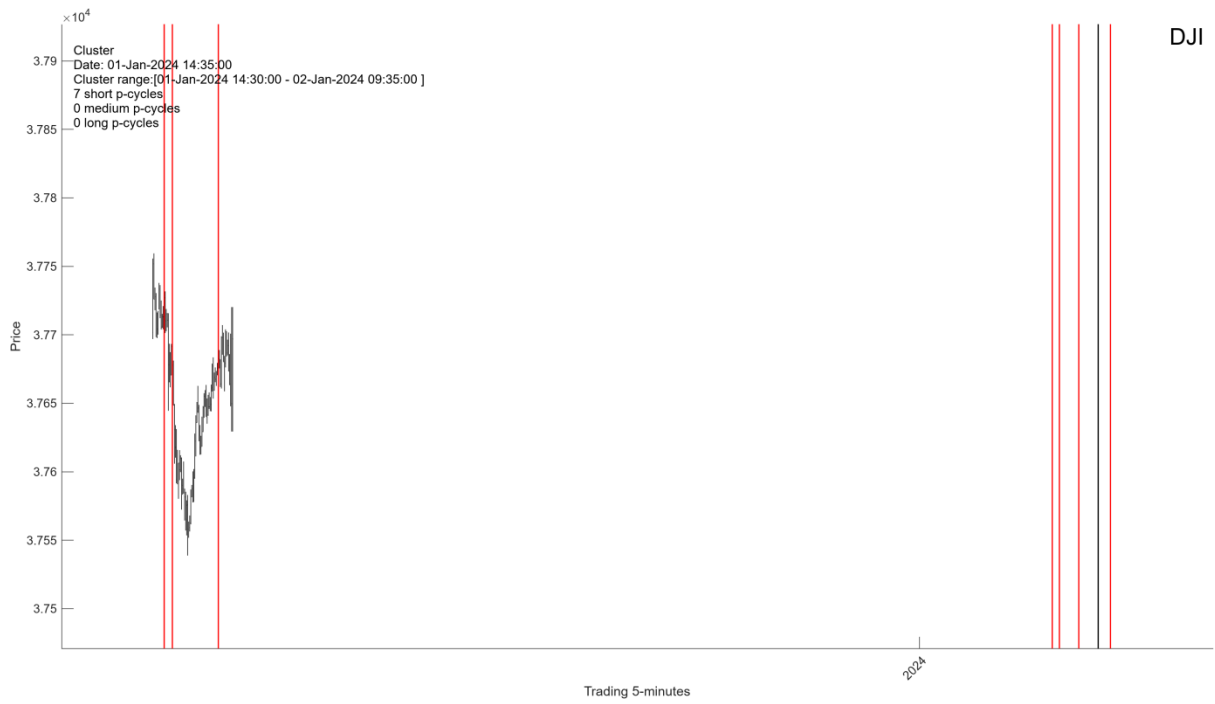 ×10⁴
DJI
Cluster
Date: 01-Jan-2024 14:35:00
Cluster range:[01-Jan-2024 14:30:00 - 02-Jan-2024 09:35:00 ]
7 short p-cycles
0 medium p-cycles
0 long p-cycles
3.79
3.785
3.78
3.775
3.77
3.765
3.76
3.755
3.75
Price
2024
Trading 5-minutes